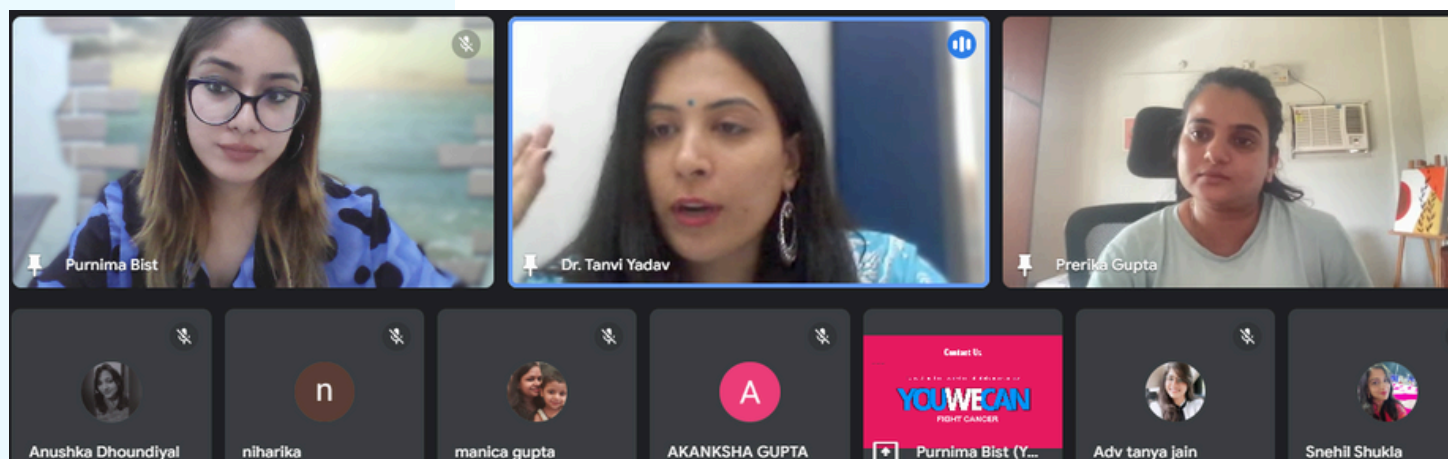 Purnima Bist
Dr. Tanvi Yadav
Prerika Gupta
n
A
Contact Us
YOUWECAN
FIGHT CANCER
Anushka Dhoundiyal
niharika
manica gupta
AKANKSHA GUPTA
Purnima Bist (Y...
Adv tanya jain
Snehil Shukla